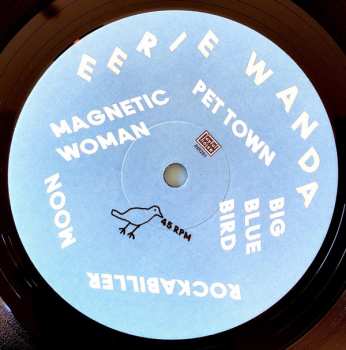 EERIE WANDA
PET TOWN
BIG
BLUE
BIRD
ROCKABILLER
MOON
MAGNETIC
WOMAN
45 RPM